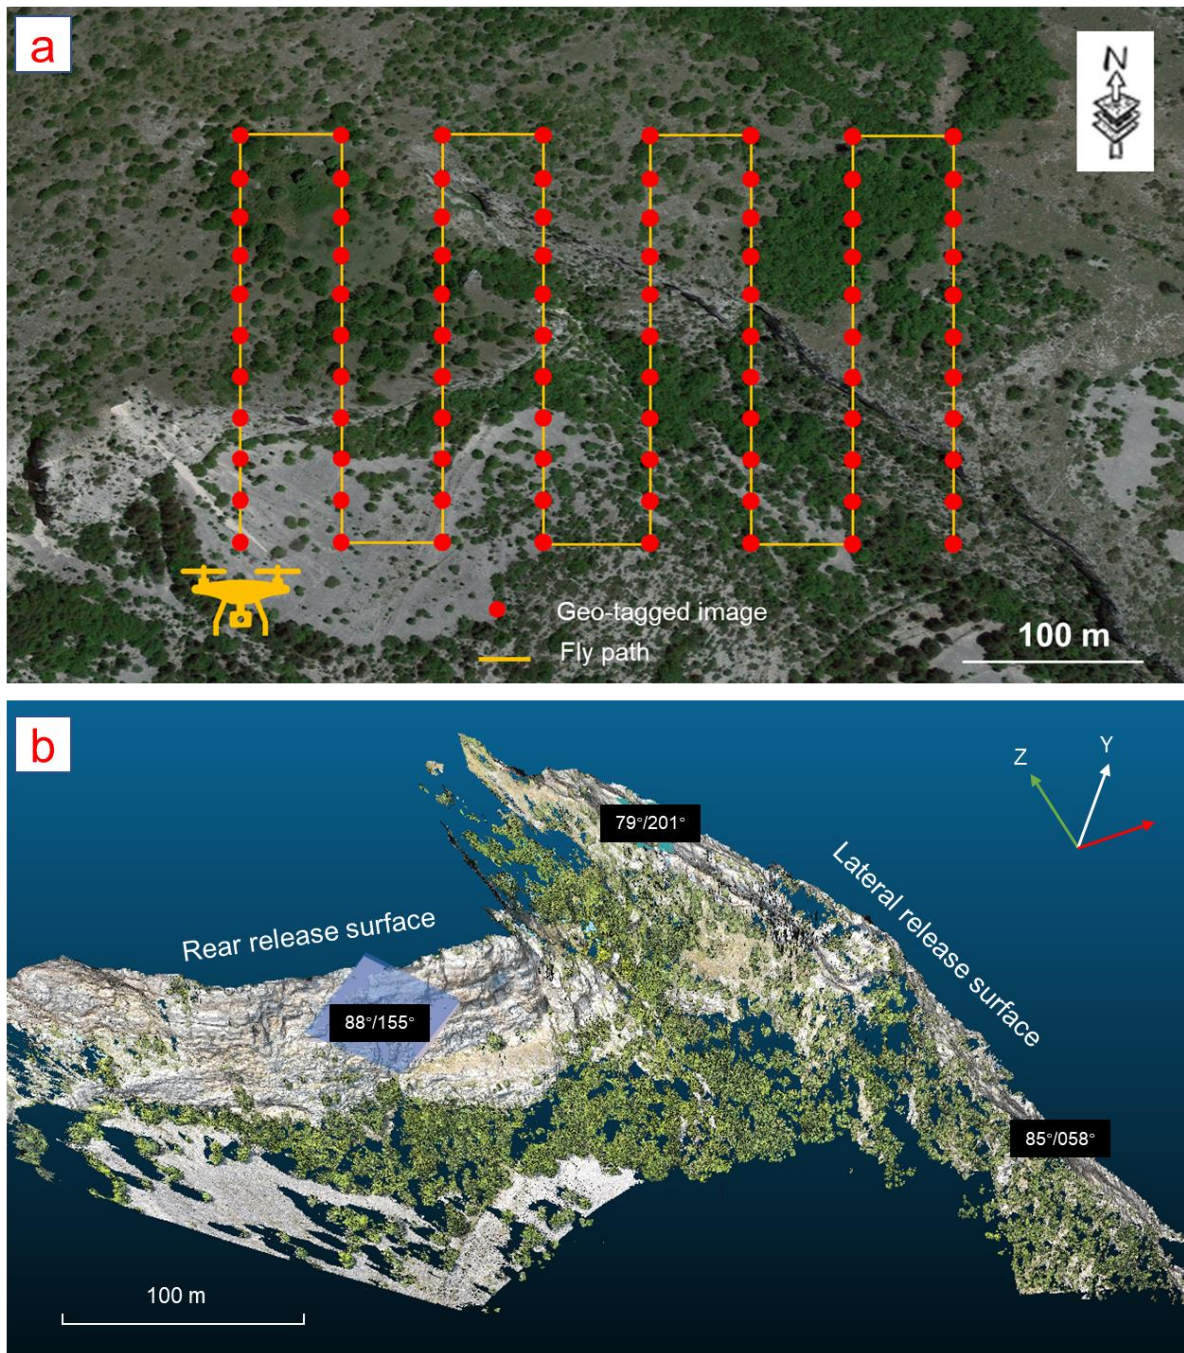 a
N
Geo-tagged image
Fly path
100 m
b
Z
Y
79°/201°
Lateral release surface
Rear release surface
88°/155°
85°/058°
100 m